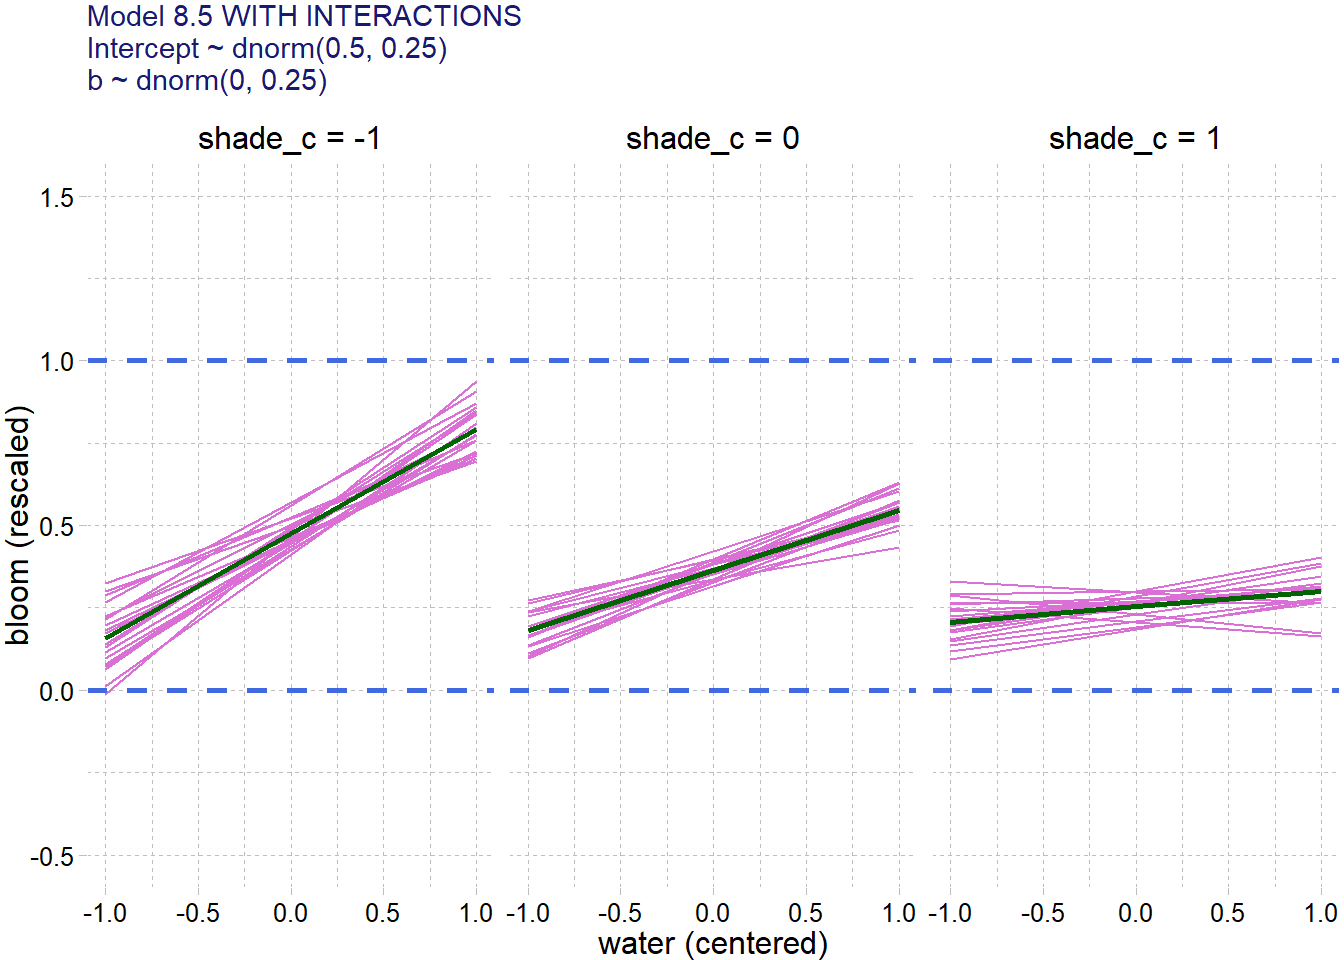 Model 8.5 WITH INTERACTIONS
Intercept ~ dnorm(0.5, 0.25)
b ~ dnorm(0, 0.25)
shade_c = -1 shade_c = 0 shade_c = 1
bloom (rescaled)
1.5
1.0
0.5
0.0
-0.5
-1.0 -0.5 0.0 0.5 1.0 -1.0 -0.5 0.0 0.5 1.0 -1.0 -0.5 0.0 0.5 1.0
water (centered)